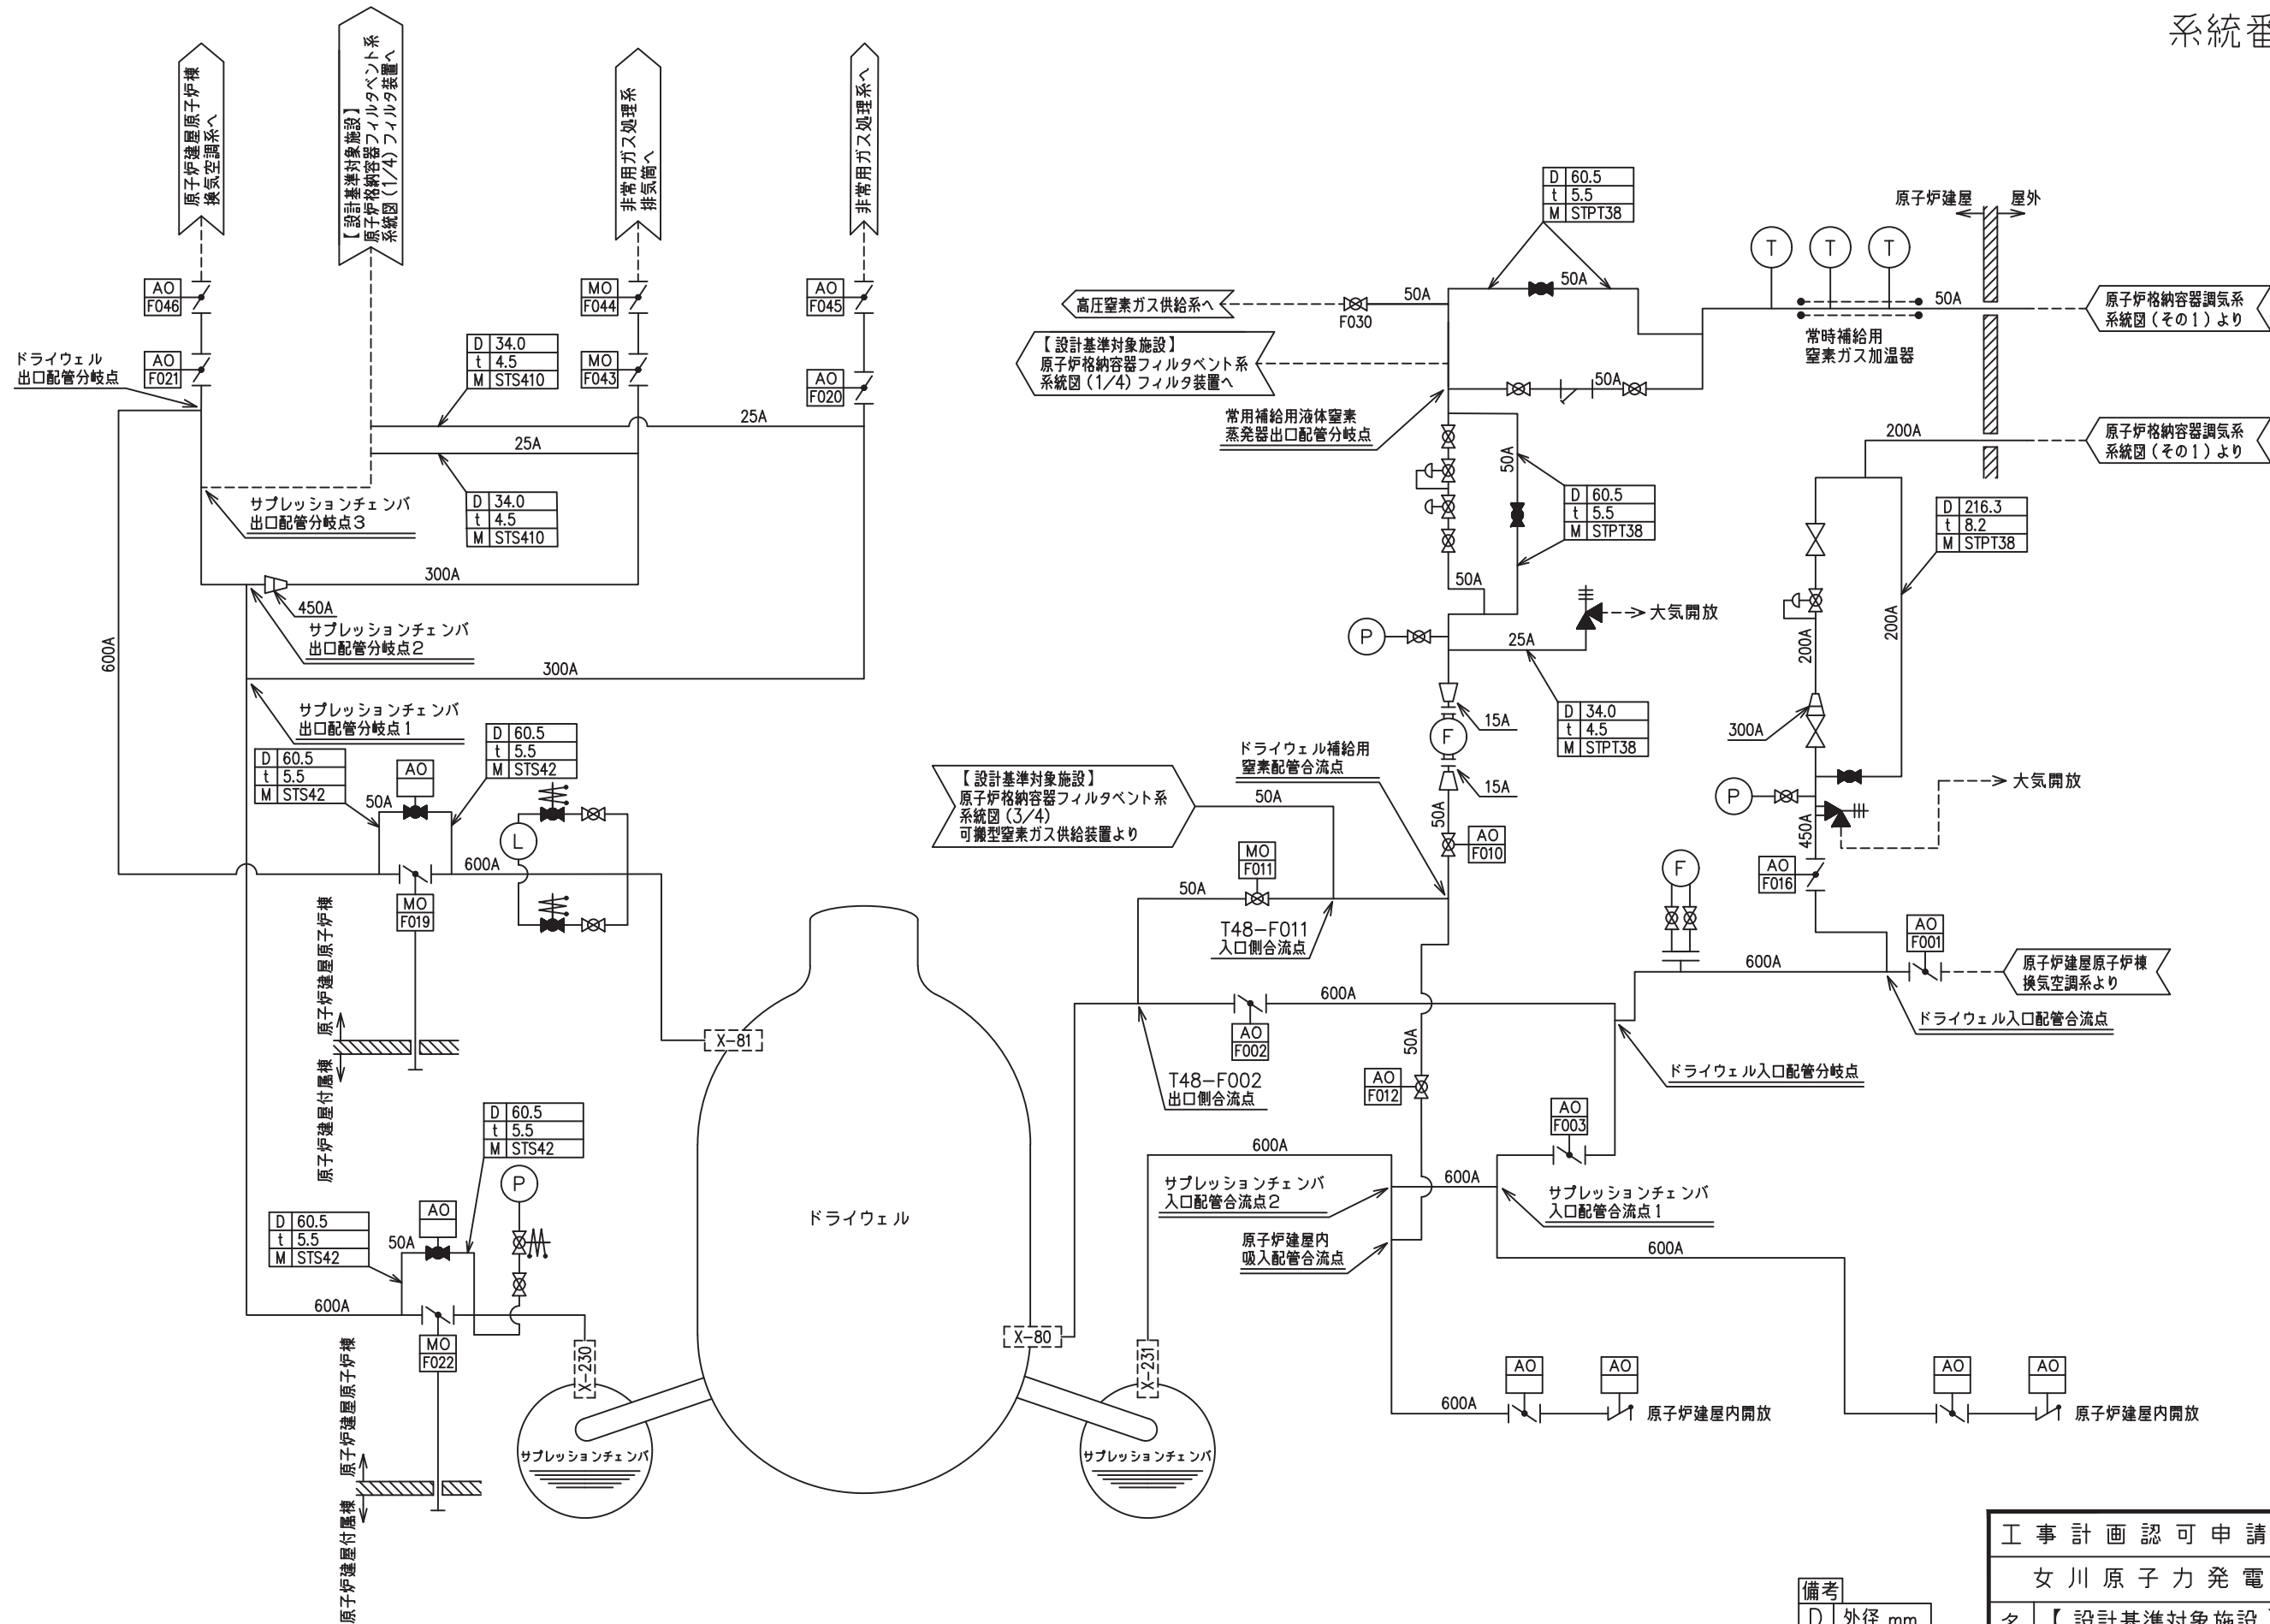 系統番
原子炉建屋原子炉棟
換気空調系へ
【設計基準対象施設】
原子炉格納容器フィルタベント系
系統図(1/4)フィルタ装置へ
非常用ガス処理系
排気筒へ
非常用ガス処理系へ
AO
F046
AO
F021
MO
F044
MO
F043
AO
F045
AO
F020
ドライウェル
出口配管分岐点
D 34.0
t 4.5
M STS410
25A
25A
D 34.0
t 4.5
M STS410
サプレッションチェンバ
出口配管分岐点3
300A
450A
サプレッションチェンバ
出口配管分岐点2
600A
300A
サプレッションチェンバ
出口配管分岐点1
D 60.5
t 5.5
M STS42
D 60.5
t 5.5
M STS42
AO
50A
L
600A
MO
F019
原子炉建屋原子炉棟
原子炉建屋付属棟
X-81
D 60.5
t 5.5
M STS42
P
AO
D 60.5
t 5.5
M STS42
50A
600A
MO
F022
原子炉建屋原子炉棟
原子炉建屋付属棟
X-230
サプレッションチェンバ
ドライウェル
X-80
X-231
サプレッションチェンバ
D 60.5
t 5.5
M STPT38
高圧窒素ガス供給系へ
F030
50A
50A
【設計基準対象施設】
原子炉格納容器フィルタベント系
系統図(1/4)フィルタ装置へ
常用補給用液体窒素
蒸発器出口配管分岐点
50A
T
T
T
原子炉建屋
屋外
50A
常時補給用
窒素ガス加温器
原子炉格納容器調気系
系統図(その1)より
200A
原子炉格納容器調気系
系統図(その1)より
50A
D 60.5
t 5.5
M STPT38
50A
D 216.3
t 8.2
M STPT38
P
25A
大気開放
200A
200A
D 34.0
t 4.5
M STPT38
15A
F
15A
300A
P
大気開放
450A
ドライウェル補給用
窒素配管合流点
【設計基準対象施設】
原子炉格納容器フィルタベント系
系統図(3/4)
可搬型窒素ガス供給装置より
50A
50A
AO
F010
MO
F011
50A
T48-F011
入口側合流点
F
AO
F016
AO
F001
600A
原子炉建屋原子炉棟
換気空調系より
ドライウェル入口配管合流点
600A
AO
F002
T48-F002
出口側合流点
50A
AO
F012
ドライウェル入口配管分岐点
AO
F003
600A
サプレッションチェンバ
入口配管合流点2
600A
サプレッションチェンバ
入口配管合流点1
原子炉建屋内
吸入配管合流点
600A
AO
AO
600A
原子炉建屋内開放
AO
AO
原子炉建屋内開放
工事計画認可申請
女川原子力発電
【設計基準対象施設
備考
D 外径 mm